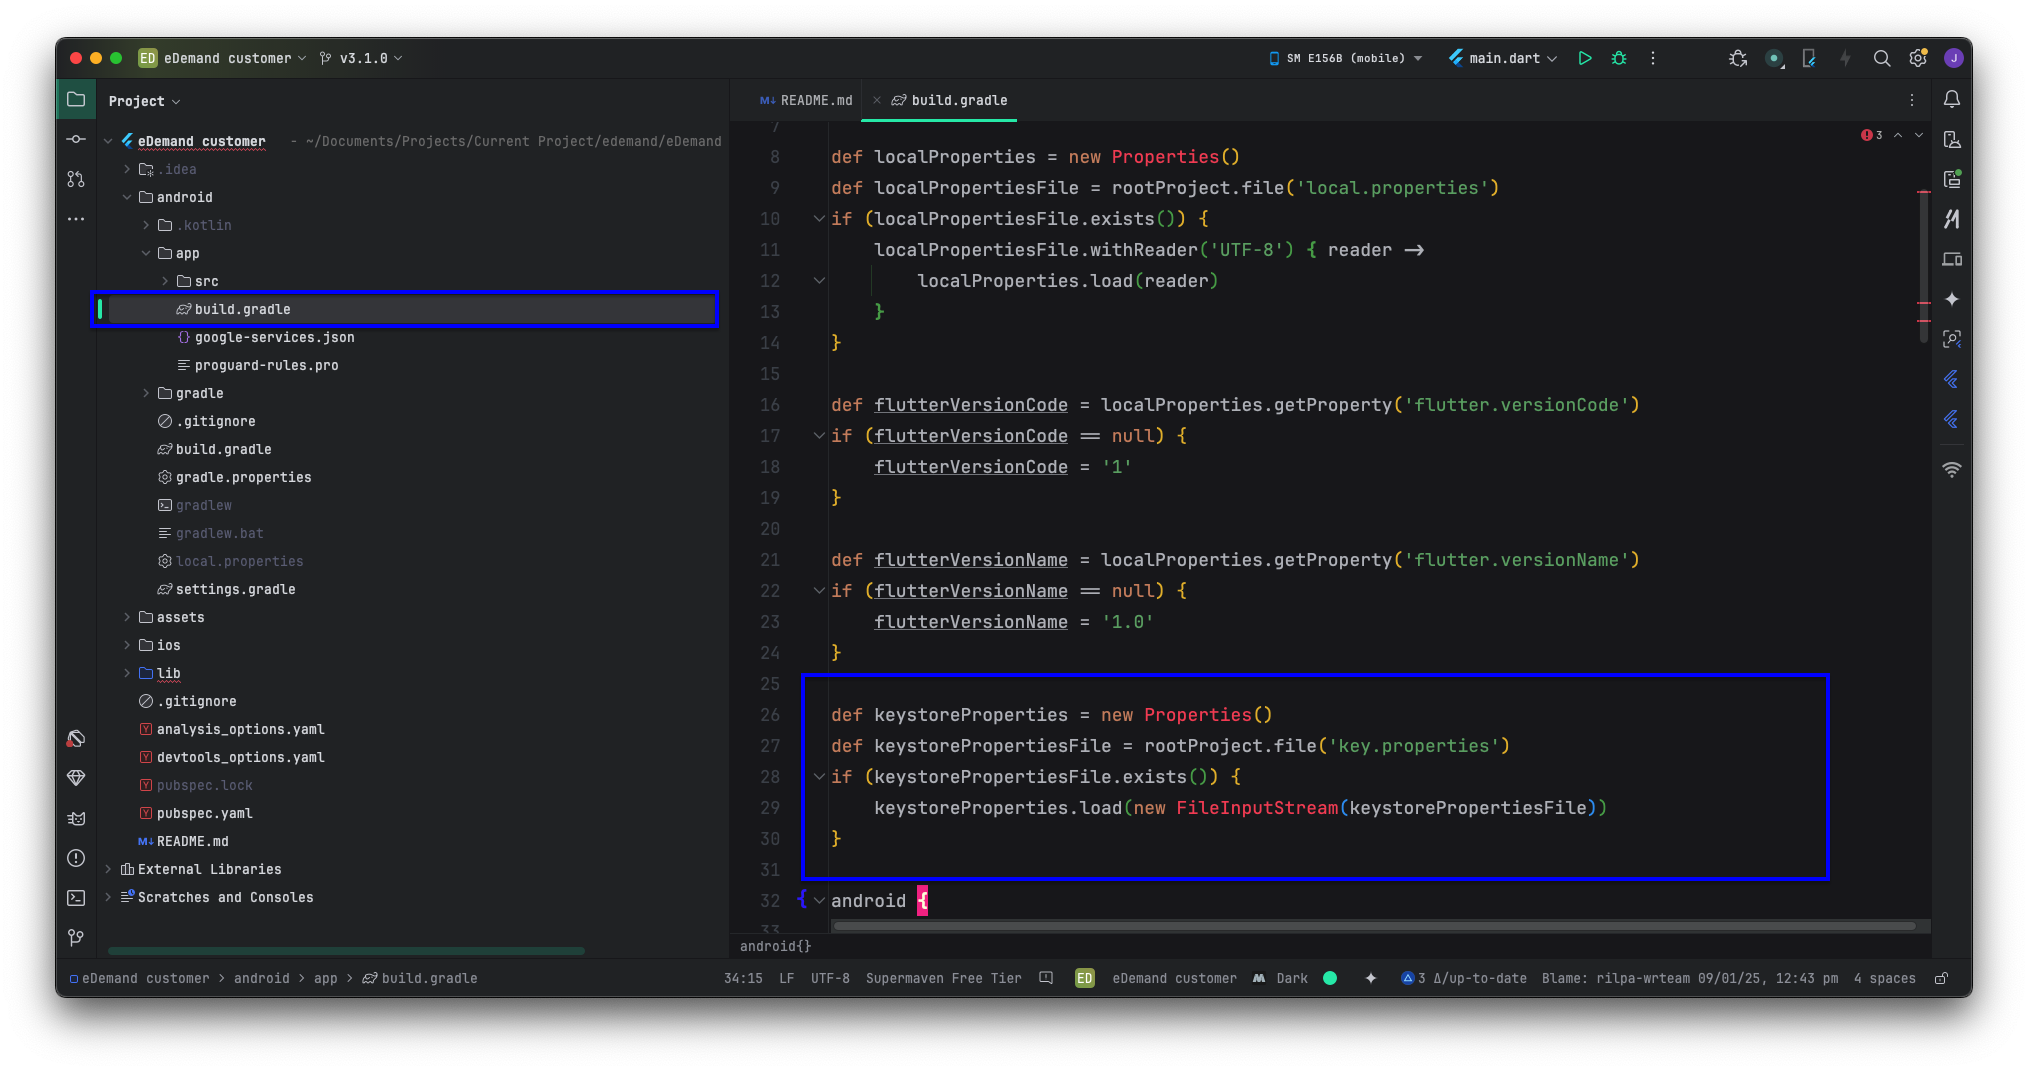 ED eDemand customer v3.1.0 SM E156B (mobile) main.dart J
Project
README.md build.gradle
eDemand customer - ~/Documents/Projects/Current Project/edemand/eDemand
.idea
android
.kotlin
app
src
build.gradle
google-services.json
proguard-rules.pro
gradle
.gitignore
build.gradle
gradle.properties
gradlew
gradlew.bat
local.properties
settings.gradle
assets
ios
lib
.gitignore
analysis_options.yaml
devtools_options.yaml
pubspec.lock
pubspec.yaml
README.md
External Libraries
Scratches and Consoles
3
7
8 def localProperties = new Properties()
9 def localPropertiesFile = rootProject.file('local.properties')
10 if (localPropertiesFile.exists()) {
11 localPropertiesFile.withReader('UTF-8') { reader ->
12 localProperties.load(reader)
13 }
14 }
15
16 def flutterVersionCode = localProperties.getProperty('flutter.versionCode')
17 if (flutterVersionCode == null) {
18 flutterVersionCode = '1'
19 }
20
21 def flutterVersionName = localProperties.getProperty('flutter.versionName')
22 if (flutterVersionName == null) {
23 flutterVersionName = '1.0'
24 }
25
26 def keystoreProperties = new Properties()
27 def keystorePropertiesFile = rootProject.file('key.properties')
28 if (keystorePropertiesFile.exists()) {
29 keystoreProperties.load(new FileInputStream(keystorePropertiesFile))
30 }
31
32 android {
33
android{}
eDemand customer > android > app > build.gradle 34:15 LF UTF-8 Supermaven Free Tier ED eDemand customer Dark 3 Δ/up-to-date Blame: rilpa-wrteam 09/01/25, 12:43 pm 4 spaces